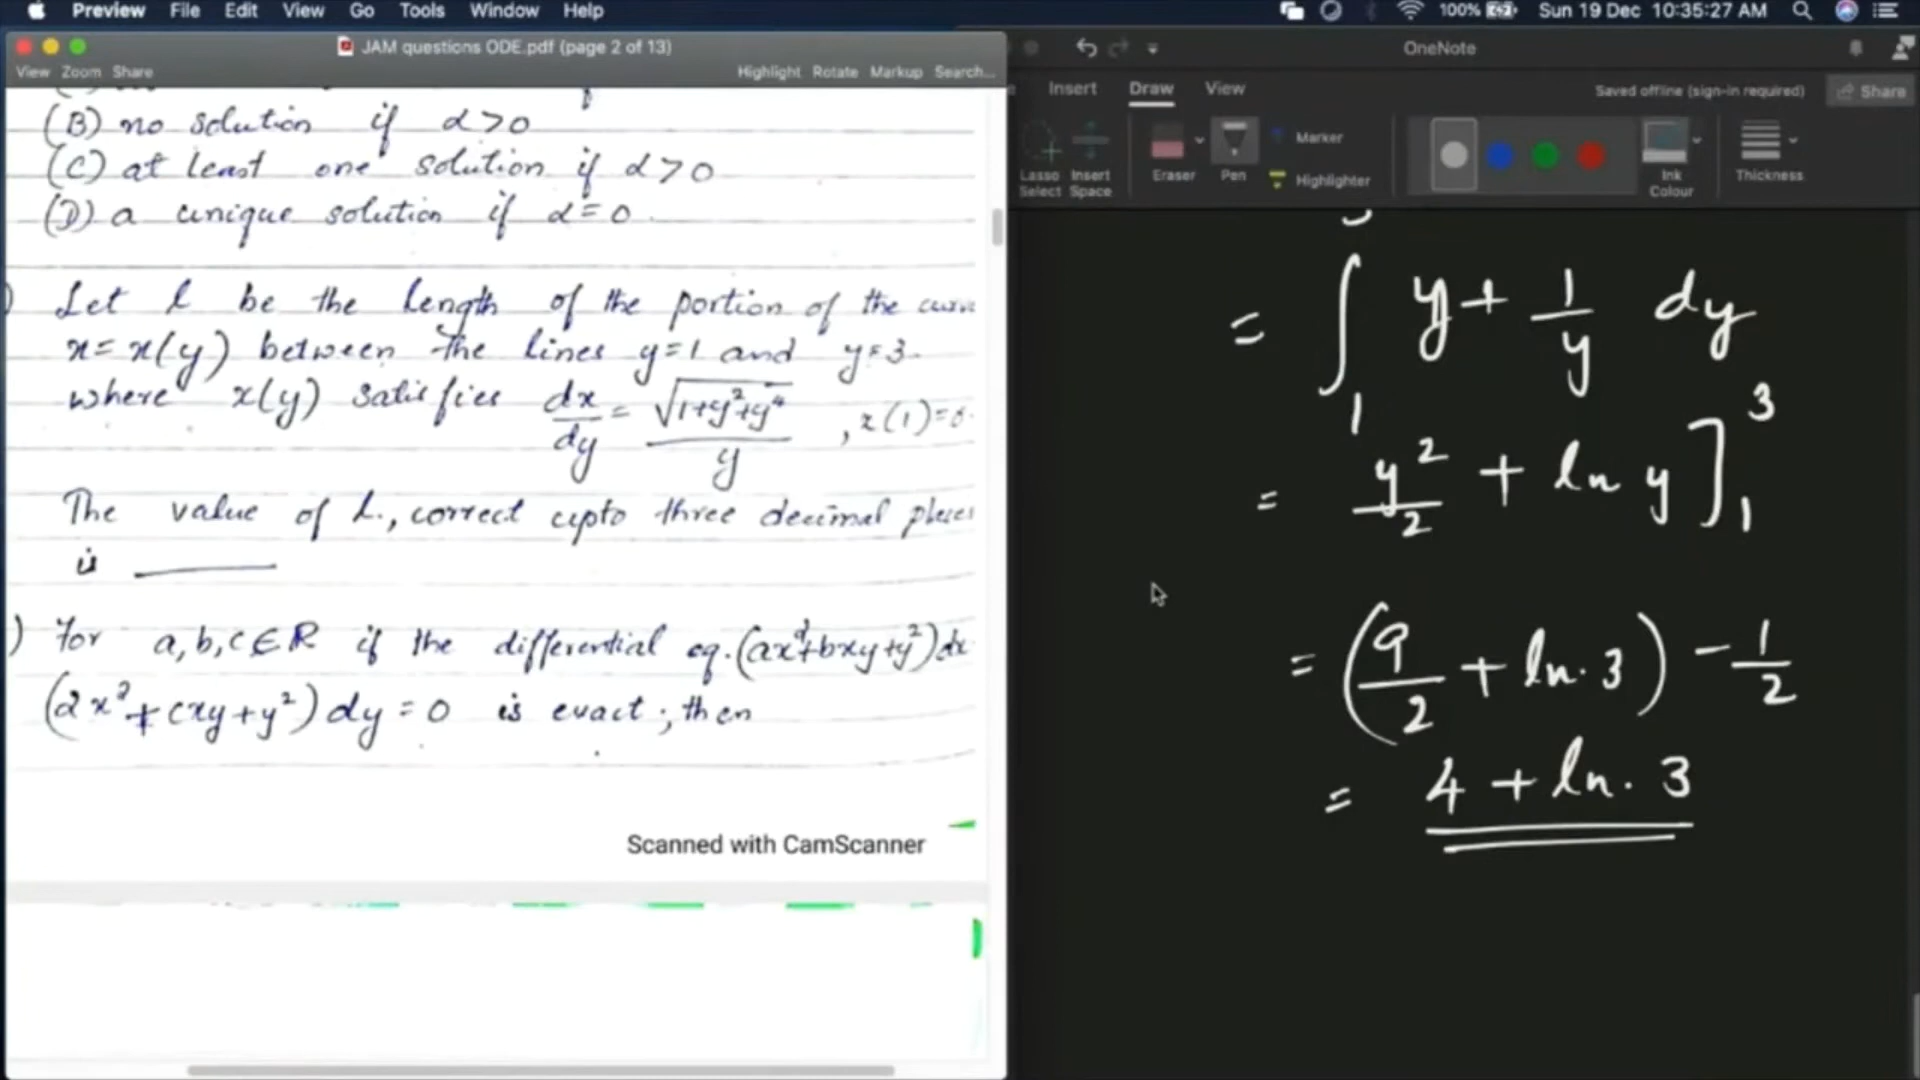 Preview File Edit View Go Tools Window Help
100% Sun 19 Dec 10:35:27 AM
JAM questions ODE.pdf (page 2 of 13)
View Zoom Share
Highlight Rotate Markup Search...
(B) no solution if α>0
(C) at least one solution if α>0
(D) a unique solution if α=0.
) Let l be the length of the portion of the curve
x=x(y) between the lines y=1 and y=3.
where x(y) satisfies dx/dy = √(1+y²+y⁴)/y , x(1)=0.
The value of L., correct upto three decimal places
is ______
) For a,b,c∈R if the differential eq.(ax²+bxy+y²)dx
(2x²+cxy+y²)dy=0 is exact; then
Scanned with CamScanner
OneNote
Insert Draw View
Saved offline (sign-in required) Share
Lasso Select
Insert Space
Eraser
Pen
Marker
Highlighter
Ink Colour
Thickness
3
= ∫₁ y+1/y dy
= y²/2 + ln y]₁³
= (9/2 + ln.3) - 1/2
= 4 + ln.3